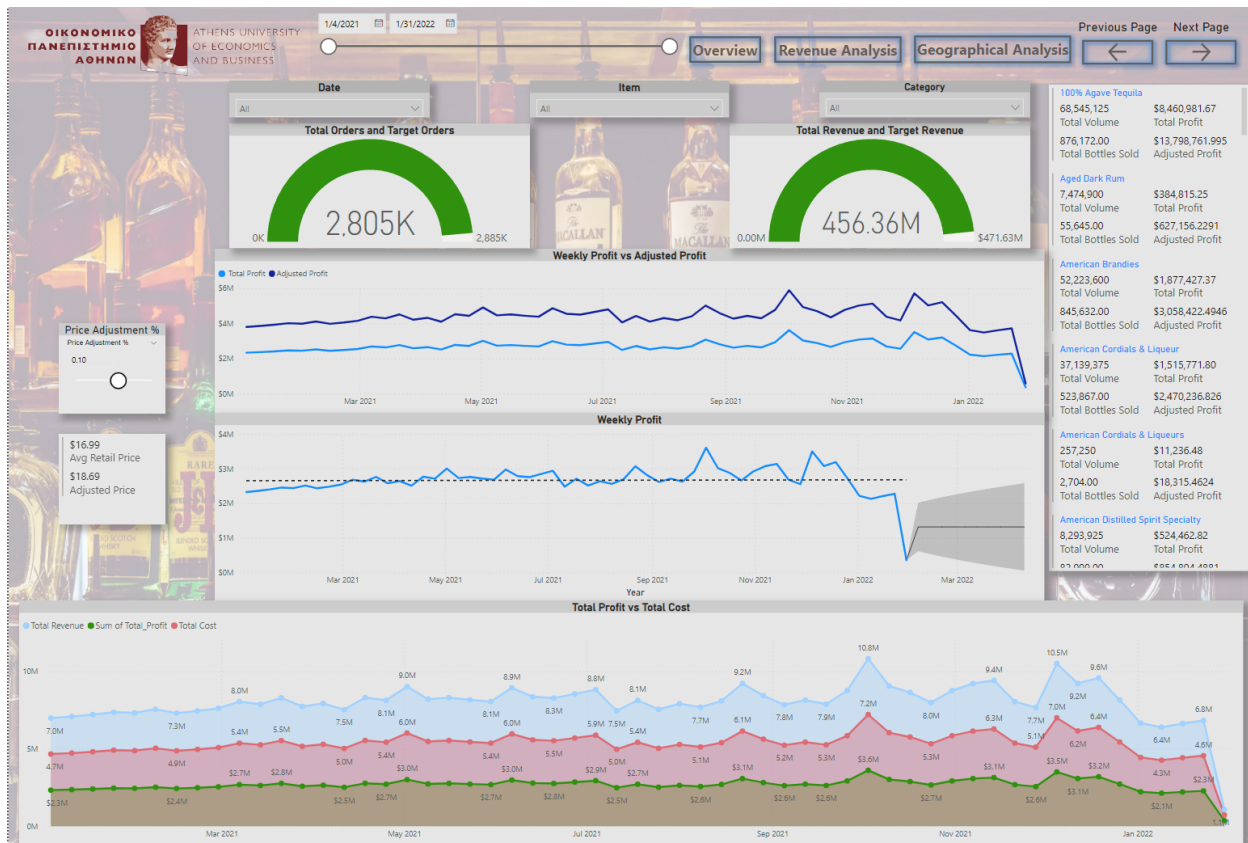 ΟΙΚΟΝΟΜΙΚΟ
ΠΑΝΕΠΙΣΤΗΜΙΟ
ΑΘΗΝΩΝ
ATHENS UNIVERSITY
OF ECONOMICS
AND BUSINESS
1/4/2021 1/31/2022
Overview Revenue Analysis Geographical Analysis
Previous Page Next Page
Date
All
Item
All
Category
All
Total Orders and Target Orders
2,805K
0K 2,885K
Total Revenue and Target Revenue
456.36M
0.00M $471.63M
MACALLAN
Weekly Profit vs Adjusted Profit
Total Profit Adjusted Profit
$6M
$4M
$2M
$0M
Mar 2021 May 2021 Jul 2021 Sep 2021 Nov 2021 Jan 2022
Price Adjustment %
Price Adjustment %
0.10
$16.99
Avg Retail Price
$18.69
Adjusted Price
Weekly Profit
$4M
$3M
$2M
$1M
$0M
Mar 2021 May 2021 Jul 2021 Sep 2021 Nov 2021 Jan 2022 Mar 2022
Year
100% Agave Tequila
68,545,125 $8,460,981.67
Total Volume Total Profit
876,172.00 $13,798,761.995
Total Bottles Sold Adjusted Profit
Aged Dark Rum
7,474,900 $384,815.25
Total Volume Total Profit
55,645.00 $627,156.2291
Total Bottles Sold Adjusted Profit
American Brandies
52,223,600 $1,877,427.37
Total Volume Total Profit
845,632.00 $3,058,422.4946
Total Bottles Sold Adjusted Profit
American Cordials & Liqueur
37,139,375 $1,515,771.80
Total Volume Total Profit
523,867.00 $2,470,236.826
Total Bottles Sold Adjusted Profit
American Cordials & Liqueurs
257,250 $11,236.48
Total Volume Total Profit
2,704.00 $18,315.4624
Total Bottles Sold Adjusted Profit
American Distilled Spirit Specialty
8,293,925 $524,462.82
Total Volume Total Profit
Total Profit vs Total Cost
Total Revenue Sum of Total_Profit Total Cost
10M
5M
0M
7.0M 7.3M 8.0M 7.5M 8.1M 9.0M 8.1M 8.9M 8.3M 8.8M 7.5M 8.1M 7.7M 9.2M 7.8M 7.9M 10.8M 8.0M 9.4M 7.7M 10.5M 9.2M 9.6M 6.4M 6.8M
4.7M 4.9M 5.4M 5.5M 5.0M 5.4M 6.0M 5.4M 6.0M 5.5M 5.9M 5.0M 5.4M 5.1M 6.1M 5.2M 5.3M 7.2M 5.3M 6.3M 5.1M 7.0M 6.2M 6.4M 4.3M 4.6M
$2.3M $2.4M $2.7M $2.8M $2.5M $2.7M $3.0M $2.7M $3.0M $2.8M $2.9M $2.5M $2.7M $2.6M $3.1M $2.6M $2.6M $3.6M $2.7M $3.1M $2.6M $3.5M $3.1M $3.2M $2.1M $2.3M
Mar 2021 May 2021 Jul 2021 Sep 2021 Nov 2021 Jan 2022